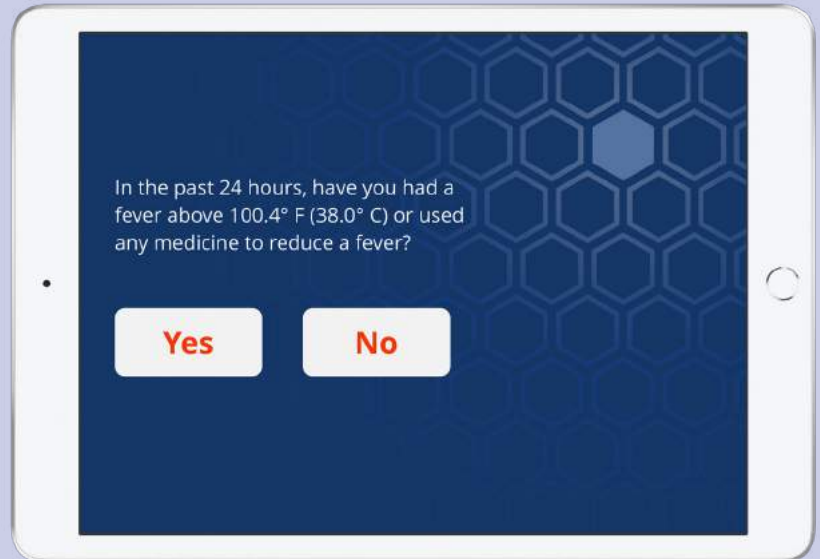 In the past 24 hours, have you had a
fever above 100.4° F (38.0° C) or used
any medicine to reduce a fever?
Yes
No